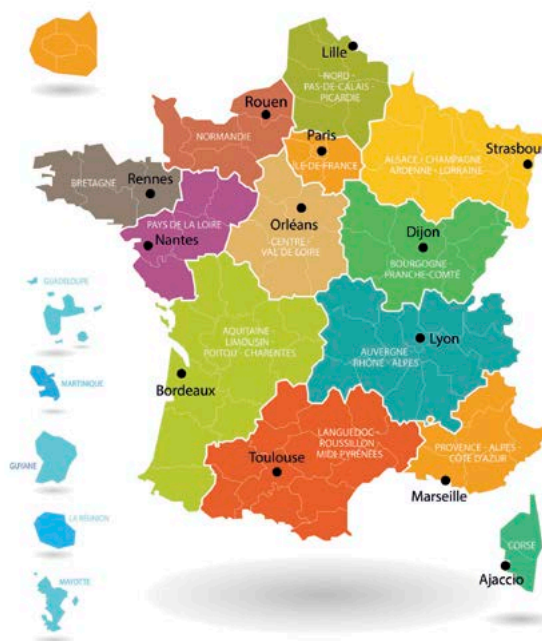 Lille
NORD -
PAS-DE-CALAIS -
PICARDIE
Rouen
NORMANDIE
Paris
ÎLE-DE-FRANCE
ALSACE - CHAMPAGNE
ARDENNE - LORRAINE
Strasbour
BRETAGNE
Rennes
PAYS DE LA LOIRE
Nantes
Orléans
CENTRE -
VAL DE LOIRE
Dijon
BOURGOGNE -
FRANCHE-COMTÉ
GUADELOUPE
AQUITAINE
LIMOUSIN
POITOU - CHARENTES
Lyon
AUVERGNE
RHÔNE - ALPES
MARTINIQUE
Bordeaux
LANGUEDOC -
ROUSSILLON
MIDI-PYRÉNÉES
Toulouse
PROVENCE - ALPES -
CÔTE D'AZUR
Marseille
GUYANE
LA RÉUNION
CORSE
Ajaccio
MAYOTTE